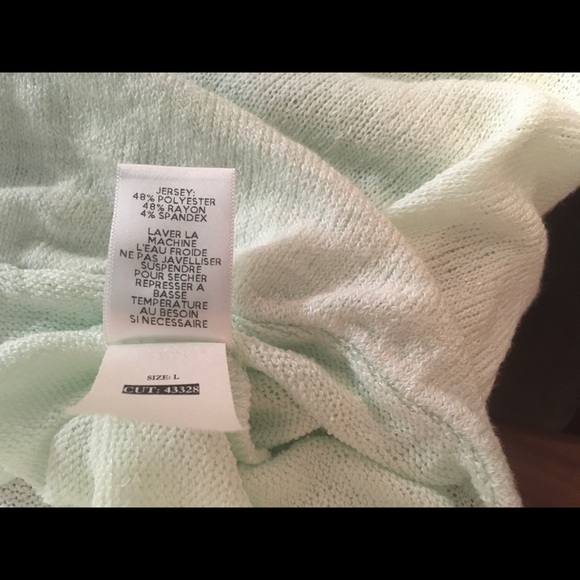 JERSEY:
48% POLYESTER
48% RAYON
4% SPANDEX
LAVER LA
MACHINE
L'EAU FROIDE
NE PAS JAVELLISER
SUSPENDRE
POUR SECHER
REPRESSER A
BASSE
TEMPERATURE
AU BESOIN
SI NECESSAIRE
SIZE: L
CUT: 43328